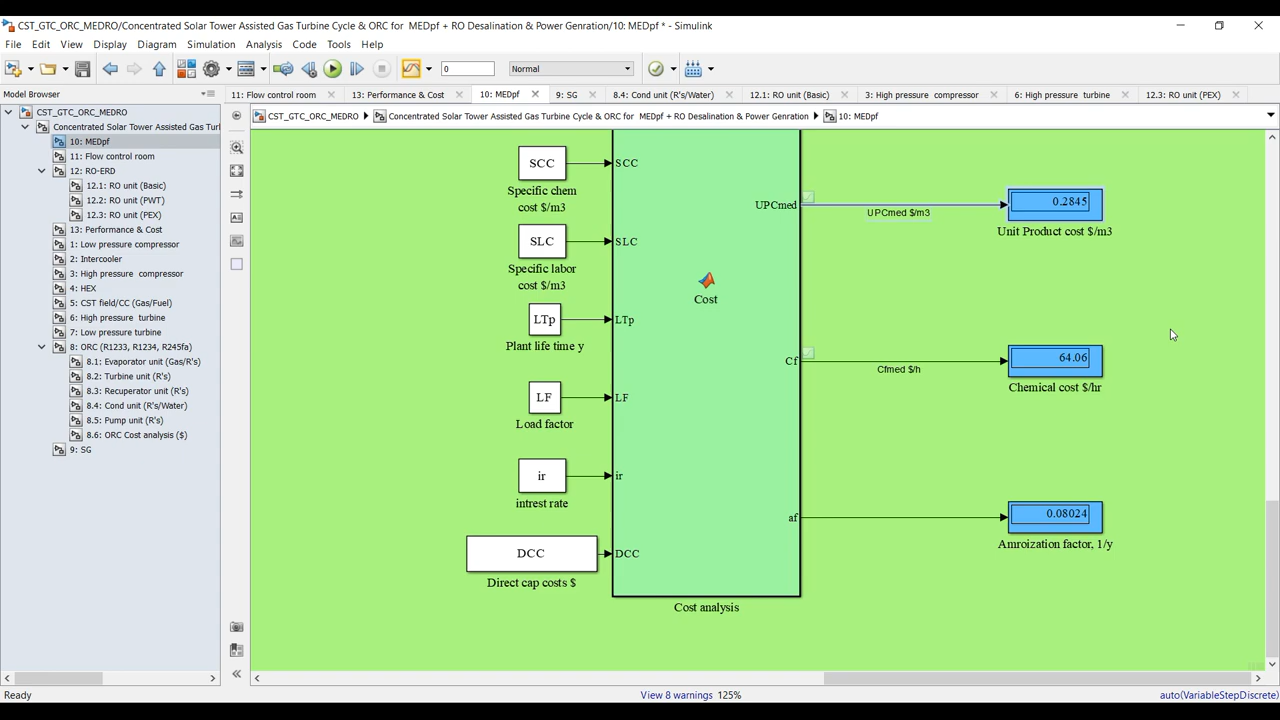 CST_GTC_ORC_MEDRO/Concentrated Solar Tower Assisted Gas Turbine Cycle & ORC for  MEDpf + RO Desalination & Power Genration/10: MEDpf * - Simulink
File Edit View Display Diagram Simulation Analysis Code Tools Help
0 Normal
Model Browser
11: Flow control room 13: Performance & Cost 10: MEDpf 9: SG 8.4: Cond unit (R's/Water) 12.1: RO unit (Basic) 3: High pressure  compressor 6: High pressure  turbine 12.3: RO unit (PEX)
CST_GTC_ORC_MEDRO Concentrated Solar Tower Assisted Gas Turbine Cycle & ORC for  MEDpf + RO Desalination & Power Genration 10: MEDpf
CST_GTC_ORC_MEDRO
Concentrated Solar Tower Assisted Gas Turl
10: MEDpf
11: Flow control room
12: RO-ERD
12.1: RO unit (Basic)
12.2: RO unit (PWT)
12.3: RO unit (PEX)
13: Performance & Cost
1: Low pressure compressor
2: Intercooler
3: High pressure  compressor
4: HEX
5: CST field/CC (Gas/Fuel)
6: High pressure  turbine
7: Low pressure turbine
8: ORC (R1233, R1234, R245fa)
8.1: Evaporator unit (Gas/R's)
8.2: Turbine unit (R's)
8.3: Recuperator unit (R's)
8.4: Cond unit (R's/Water)
8.5: Pump unit (R's)
8.6: ORC Cost analysis ($)
9: SG
SCC SCC
Specific chem
cost $/m3
SLC SLC
Specific labor
cost $/m3
LTp LTp
Plant life time y
LF LF
Load factor
ir ir
intrest rate
DCC DCC
Direct cap costs $
Cost
Cost analysis
UPCmed UPCmed $/m3 0.2845
Unit Product cost $/m3
Cf Cfmed $/h 64.06
Chemical cost $/hr
af 0.08024
Amroization factor, 1/y
Ready View 8 warnings 125% auto(VariableStepDiscrete)